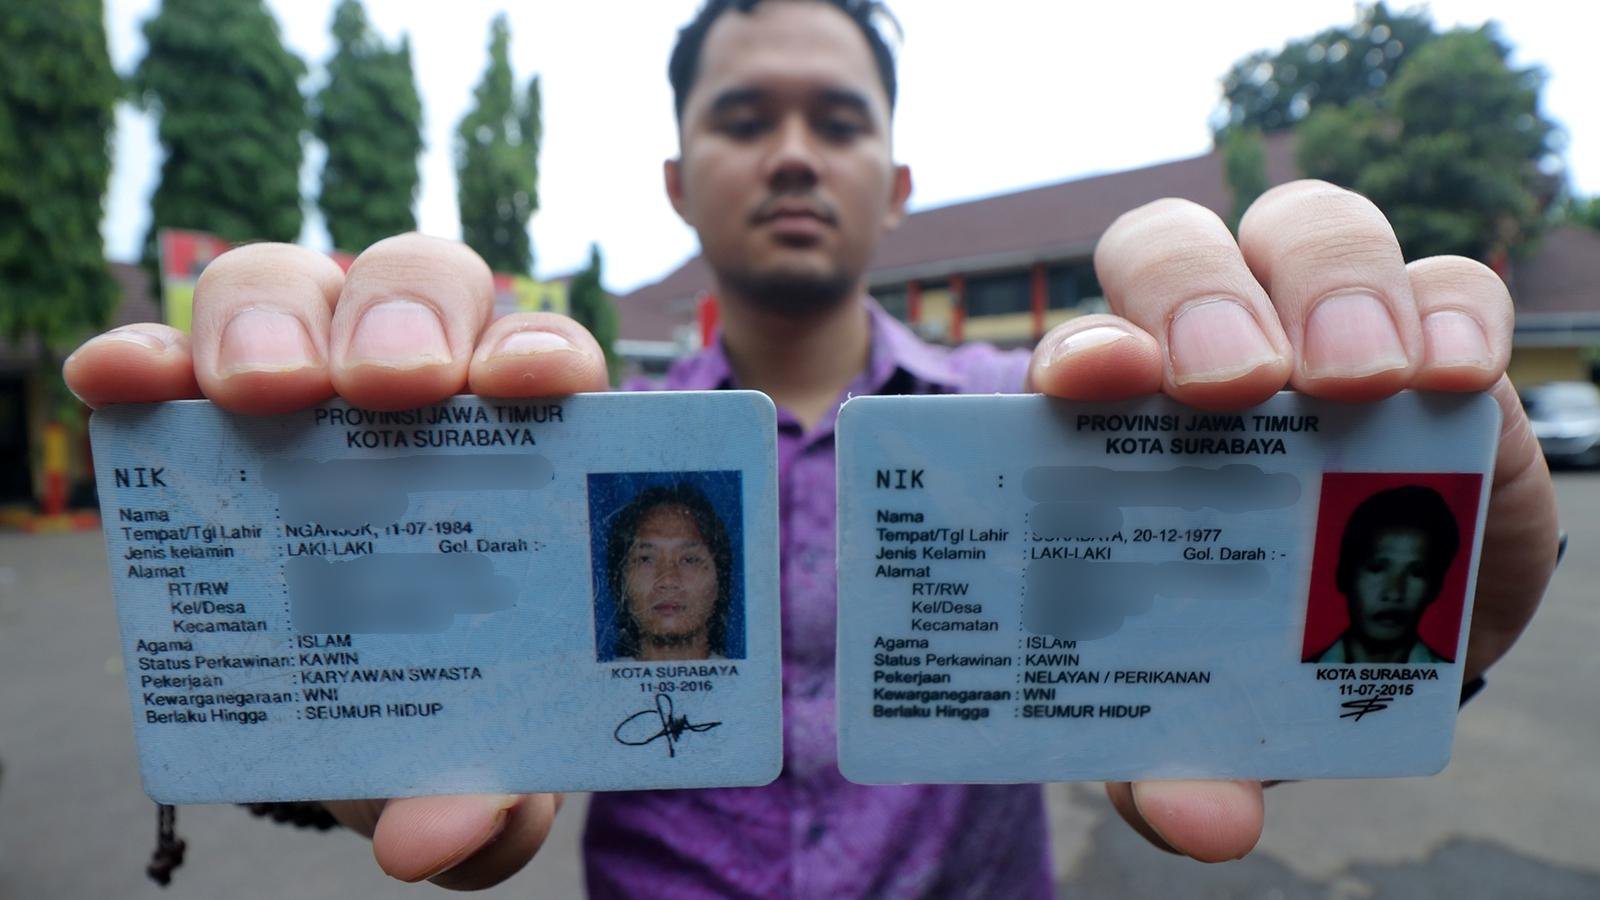 PROVINSI JAWA TIMUR
KOTA SURABAYA
NIK :
Nama :
Tempat/Tgl Lahir : NGANJUK, 11-07-1984
Jenis kelamin : LAKI-LAKI Gol. Darah : -
Alamat :
RT/RW :
Kel/Desa :
Kecamatan :
Agama : ISLAM
Status Perkawinan: KAWIN
Pekerjaan : KARYAWAN SWASTA
Kewarganegaraan: WNI
Berlaku Hingga : SEUMUR HIDUP
KOTA SURABAYA
11-03-2016
PROVINSI JAWA TIMUR
KOTA SURABAYA
NIK :
Nama :
Tempat/Tgl Lahir : SURABAYA, 20-12-1977
Jenis Kelamin : LAKI-LAKI Gol. Darah : -
Alamat :
RT/RW :
Kel/Desa :
Kecamatan :
Agama : ISLAM
Status Perkawinan : KAWIN
Pekerjaan : NELAYAN / PERIKANAN
Kewarganegaraan : WNI
Berlaku Hingga : SEUMUR HIDUP
KOTA SURABAYA
11-07-2015